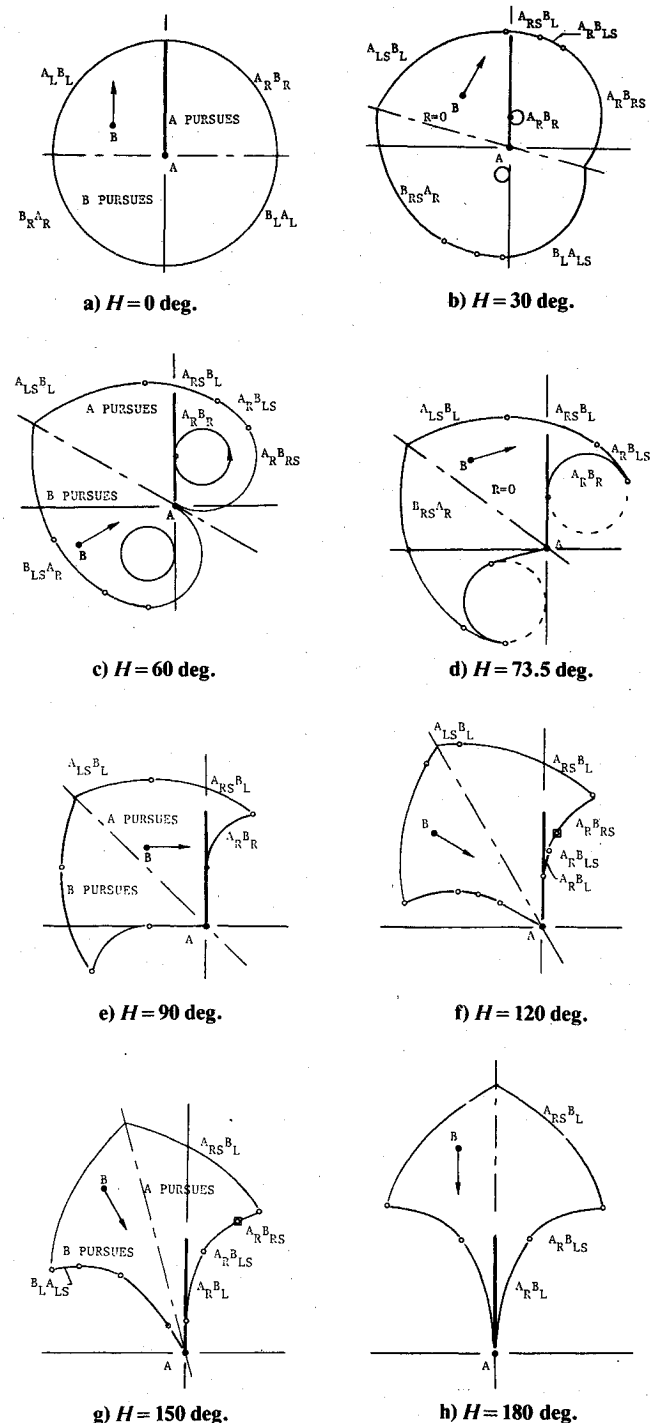 A_L B_L
A_R B_R
B
A PURSUES
A
B PURSUES
B_R A_R
B_L A_L
a) H = 0 deg.
A_RS B_L
A_R B_LS
A_LS B_L
A_R B_RS
B
R=0
A_R B_R
A
B_RS A_R
B_L A_LS
b) H = 30 deg.
A_LS B_L
A_RS B_L
A PURSUES
A_R B_LS
A_R B_R
A_R B_RS
B PURSUES
A
B
B_LS A_R
c) H = 60 deg.
A_LS B_L
A_RS B_L
A_R B_LS
B
A_R B_R
R=0
B_RS A_R
A
d) H = 73.5 deg.
A_LS B_L
A_RS B_L
A PURSUES
B
A_R B_R
B PURSUES
A
e) H = 90 deg.
A_LS B_L
A_RS B_L
B
A_R B_RS
A_R B_LS
A_R B_L
A
f) H = 120 deg.
A_RS B_L
B
A PURSUES
A_R B_RS
B PURSUES
A_R B_LS
B_L A_LS
A_R B_L
A
g) H = 150 deg.
A_RS B_L
B
A_R B_LS
A_R B_L
A
h) H = 180 deg.